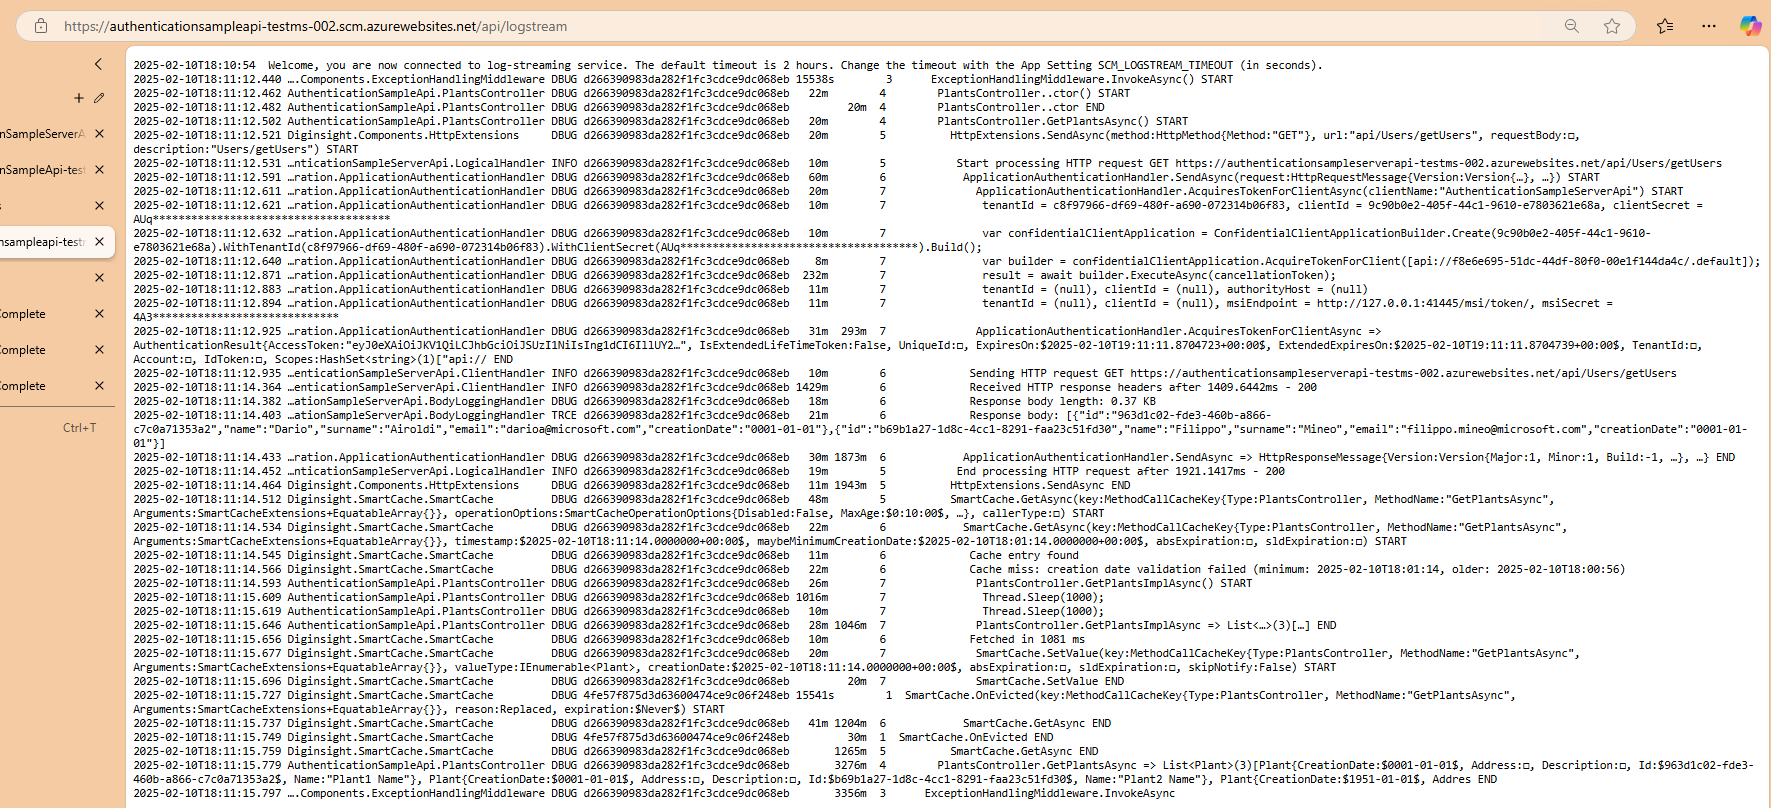 https://authenticationsampleapi-testms-002.scm.azurewebsites.net/api/logstream
nSampleServerA
nSampleApi-test
s
nsampleapi-test
Complete
Complete
Complete
Ctrl+T
2025-02-10T18:10:54  Welcome, you are now connected to log-streaming service. The default timeout is 2 hours. Change the timeout with the App Setting SCM_LOGSTREAM_TIMEOUT (in seconds).
2025-02-10T18:11:12.440 ….Components.ExceptionHandlingMiddleware DBUG d266390983da282f1fc3cdce9dc068eb 15538s 3 ExceptionHandlingMiddleware.InvokeAsync() START
2025-02-10T18:11:12.462 AuthenticationSampleApi.PlantsController DBUG d266390983da282f1fc3cdce9dc068eb 22m 4 PlantsController..ctor() START
2025-02-10T18:11:12.482 AuthenticationSampleApi.PlantsController DBUG d266390983da282f1fc3cdce9dc068eb 20m 4 PlantsController..ctor END
2025-02-10T18:11:12.502 AuthenticationSampleApi.PlantsController DBUG d266390983da282f1fc3cdce9dc068eb 20m 4 PlantsController.GetPlantsAsync() START
2025-02-10T18:11:12.521 Diginsight.Components.HttpExtensions DBUG d266390983da282f1fc3cdce9dc068eb 20m 5 HttpExtensions.SendAsync(method:HttpMethod{Method:"GET"}, url:"api/Users/getUsers", requestBody:□,
description:"Users/getUsers") START
2025-02-10T18:11:12.531 …nticationSampleServerApi.LogicalHandler INFO d266390983da282f1fc3cdce9dc068eb 10m 5 Start processing HTTP request GET https://authenticationsampleserverapi-testms-002.azurewebsites.net/api/Users/getUsers
2025-02-10T18:11:12.591 …ration.ApplicationAuthenticationHandler DBUG d266390983da282f1fc3cdce9dc068eb 60m 6 ApplicationAuthenticationHandler.SendAsync(request:HttpRequestMessage{Version:Version{…}, …}) START
2025-02-10T18:11:12.611 …ration.ApplicationAuthenticationHandler DBUG d266390983da282f1fc3cdce9dc068eb 20m 7 ApplicationAuthenticationHandler.AcquiresTokenForClientAsync(clientName:"AuthenticationSampleServerApi") START
2025-02-10T18:11:12.621 …ration.ApplicationAuthenticationHandler DBUG d266390983da282f1fc3cdce9dc068eb 10m 7 tenantId = c8f97966-df69-480f-a690-072314b06f83, clientId = 9c90b0e2-405f-44c1-9610-e7803621e68a, clientSecret =
AUq*************************************
2025-02-10T18:11:12.632 …ration.ApplicationAuthenticationHandler DBUG d266390983da282f1fc3cdce9dc068eb 10m 7 var confidentialClientApplication = ConfidentialClientApplicationBuilder.Create(9c90b0e2-405f-44c1-9610-
e7803621e68a).WithTenantId(c8f97966-df69-480f-a690-072314b06f83).WithClientSecret(AUq*************************************).Build();
2025-02-10T18:11:12.640 …ration.ApplicationAuthenticationHandler DBUG d266390983da282f1fc3cdce9dc068eb 8m 7 var builder = confidentialClientApplication.AcquireTokenForClient([api://f8e6e695-51dc-44df-80f0-00e1f144da4c/.default]);
2025-02-10T18:11:12.871 …ration.ApplicationAuthenticationHandler DBUG d266390983da282f1fc3cdce9dc068eb 232m 7 result = await builder.ExecuteAsync(cancellationToken);
2025-02-10T18:11:12.883 …ration.ApplicationAuthenticationHandler DBUG d266390983da282f1fc3cdce9dc068eb 11m 7 tenantId = (null), clientId = (null), authorityHost = (null)
2025-02-10T18:11:12.894 …ration.ApplicationAuthenticationHandler DBUG d266390983da282f1fc3cdce9dc068eb 11m 7 tenantId = (null), clientId = (null), msiEndpoint = http://127.0.0.1:41445/msi/token/, msiSecret =
4A3*****************************
2025-02-10T18:11:12.925 …ration.ApplicationAuthenticationHandler DBUG d266390983da282f1fc3cdce9dc068eb 31m 293m 7 ApplicationAuthenticationHandler.AcquiresTokenForClientAsync =>
AuthenticationResult{AccessToken:"eyJ0eXAiOiJKV1QiLCJhbGciOiJSUzI1NiIsIng1dCI6IllUY2…", IsExtendedLifeTimeToken:False, UniqueId:□, ExpiresOn:$2025-02-10T19:11:11.8704723+00:00$, ExtendedExpiresOn:$2025-02-10T19:11:11.8704739+00:00$, TenantId:□,
Account:□, IdToken:□, Scopes:HashSet<string>(1)["api:// END
2025-02-10T18:11:12.935 …enticationSampleServerApi.ClientHandler INFO d266390983da282f1fc3cdce9dc068eb 10m 6 Sending HTTP request GET https://authenticationsampleserverapi-testms-002.azurewebsites.net/api/Users/getUsers
2025-02-10T18:11:14.364 …enticationSampleServerApi.ClientHandler INFO d266390983da282f1fc3cdce9dc068eb 1429m 6 Received HTTP response headers after 1409.6442ms - 200
2025-02-10T18:11:14.382 …ationSampleServerApi.BodyLoggingHandler DBUG d266390983da282f1fc3cdce9dc068eb 18m 6 Response body length: 0.37 KB
2025-02-10T18:11:14.403 …ationSampleServerApi.BodyLoggingHandler TRCE d266390983da282f1fc3cdce9dc068eb 21m 6 Response body: [{"id":"963d1c02-fde3-460b-a866-
c7c0a71353a2","name":"Dario","surname":"Airoldi","email":"darioa@microsoft.com","creationDate":"0001-01-01"},{"id":"b69b1a27-1d8c-4cc1-8291-faa23c51fd30","name":"Filippo","surname":"Mineo","email":"filippo.mineo@microsoft.com","creationDate":"0001-01-
01"}]
2025-02-10T18:11:14.433 …ration.ApplicationAuthenticationHandler DBUG d266390983da282f1fc3cdce9dc068eb 30m 1873m 6 ApplicationAuthenticationHandler.SendAsync => HttpResponseMessage{Version:Version{Major:1, Minor:1, Build:-1, …}, …} END
2025-02-10T18:11:14.452 …nticationSampleServerApi.LogicalHandler INFO d266390983da282f1fc3cdce9dc068eb 19m 5 End processing HTTP request after 1921.1417ms - 200
2025-02-10T18:11:14.464 Diginsight.Components.HttpExtensions DBUG d266390983da282f1fc3cdce9dc068eb 11m 1943m 5 HttpExtensions.SendAsync END
2025-02-10T18:11:14.512 Diginsight.SmartCache.SmartCache DBUG d266390983da282f1fc3cdce9dc068eb 48m 5 SmartCache.GetAsync(key:MethodCallCacheKey{Type:PlantsController, MethodName:"GetPlantsAsync",
Arguments:SmartCacheExtensions+EquatableArray{}}, operationOptions:SmartCacheOperationOptions{Disabled:False, MaxAge:$0:10:00$, …}, callerType:□) START
2025-02-10T18:11:14.534 Diginsight.SmartCache.SmartCache DBUG d266390983da282f1fc3cdce9dc068eb 22m 6 SmartCache.GetAsync(key:MethodCallCacheKey{Type:PlantsController, MethodName:"GetPlantsAsync",
Arguments:SmartCacheExtensions+EquatableArray{}}, timestamp:$2025-02-10T18:11:14.0000000+00:00$, maybeMinimumCreationDate:$2025-02-10T18:01:14.0000000+00:00$, absExpiration:□, sldExpiration:□) START
2025-02-10T18:11:14.545 Diginsight.SmartCache.SmartCache DBUG d266390983da282f1fc3cdce9dc068eb 11m 6 Cache entry found
2025-02-10T18:11:14.566 Diginsight.SmartCache.SmartCache DBUG d266390983da282f1fc3cdce9dc068eb 22m 6 Cache miss: creation date validation failed (minimum: 2025-02-10T18:01:14, older: 2025-02-10T18:00:56)
2025-02-10T18:11:14.593 AuthenticationSampleApi.PlantsController DBUG d266390983da282f1fc3cdce9dc068eb 26m 7 PlantsController.GetPlantsImplAsync() START
2025-02-10T18:11:15.609 AuthenticationSampleApi.PlantsController DBUG d266390983da282f1fc3cdce9dc068eb 1016m 7 Thread.Sleep(1000);
2025-02-10T18:11:15.619 AuthenticationSampleApi.PlantsController DBUG d266390983da282f1fc3cdce9dc068eb 10m 7 Thread.Sleep(1000);
2025-02-10T18:11:15.646 AuthenticationSampleApi.PlantsController DBUG d266390983da282f1fc3cdce9dc068eb 28m 1046m 7 PlantsController.GetPlantsImplAsync => List<…>(3)[…] END
2025-02-10T18:11:15.656 Diginsight.SmartCache.SmartCache DBUG d266390983da282f1fc3cdce9dc068eb 10m 6 Fetched in 1081 ms
2025-02-10T18:11:15.677 Diginsight.SmartCache.SmartCache DBUG d266390983da282f1fc3cdce9dc068eb 20m 7 SmartCache.SetValue(key:MethodCallCacheKey{Type:PlantsController, MethodName:"GetPlantsAsync",
Arguments:SmartCacheExtensions+EquatableArray{}}, valueType:IEnumerable<Plant>, creationDate:$2025-02-10T18:11:14.0000000+00:00$, absExpiration:□, sldExpiration:□, skipNotify:False) START
2025-02-10T18:11:15.696 Diginsight.SmartCache.SmartCache DBUG d266390983da282f1fc3cdce9dc068eb 20m 7 SmartCache.SetValue END
2025-02-10T18:11:15.727 Diginsight.SmartCache.SmartCache DBUG 4fe57f875d3d63600474ce9c06f248eb 15541s 1 SmartCache.OnEvicted(key:MethodCallCacheKey{Type:PlantsController, MethodName:"GetPlantsAsync",
Arguments:SmartCacheExtensions+EquatableArray{}}, reason:Replaced, expiration:$Never$) START
2025-02-10T18:11:15.737 Diginsight.SmartCache.SmartCache DBUG d266390983da282f1fc3cdce9dc068eb 41m 1204m 6 SmartCache.GetAsync END
2025-02-10T18:11:15.749 Diginsight.SmartCache.SmartCache DBUG 4fe57f875d3d63600474ce9c06f248eb 30m 1 SmartCache.OnEvicted END
2025-02-10T18:11:15.759 Diginsight.SmartCache.SmartCache DBUG d266390983da282f1fc3cdce9dc068eb 1265m 5 SmartCache.GetAsync END
2025-02-10T18:11:15.779 AuthenticationSampleApi.PlantsController DBUG d266390983da282f1fc3cdce9dc068eb 3276m 4 PlantsController.GetPlantsAsync => List<Plant>(3)[Plant{CreationDate:$0001-01-01$, Address:□, Description:□, Id:$963d1c02-fde3-
460b-a866-c7c0a71353a2$, Name:"Plant1 Name"}, Plant{CreationDate:$0001-01-01$, Address:□, Description:□, Id:$b69b1a27-1d8c-4cc1-8291-faa23c51fd30$, Name:"Plant2 Name"}, Plant{CreationDate:$1951-01-01$, Addres END
2025-02-10T18:11:15.797 ….Components.ExceptionHandlingMiddleware DBUG d266390983da282f1fc3cdce9dc068eb 3356m 3 ExceptionHandlingMiddleware.InvokeAsync